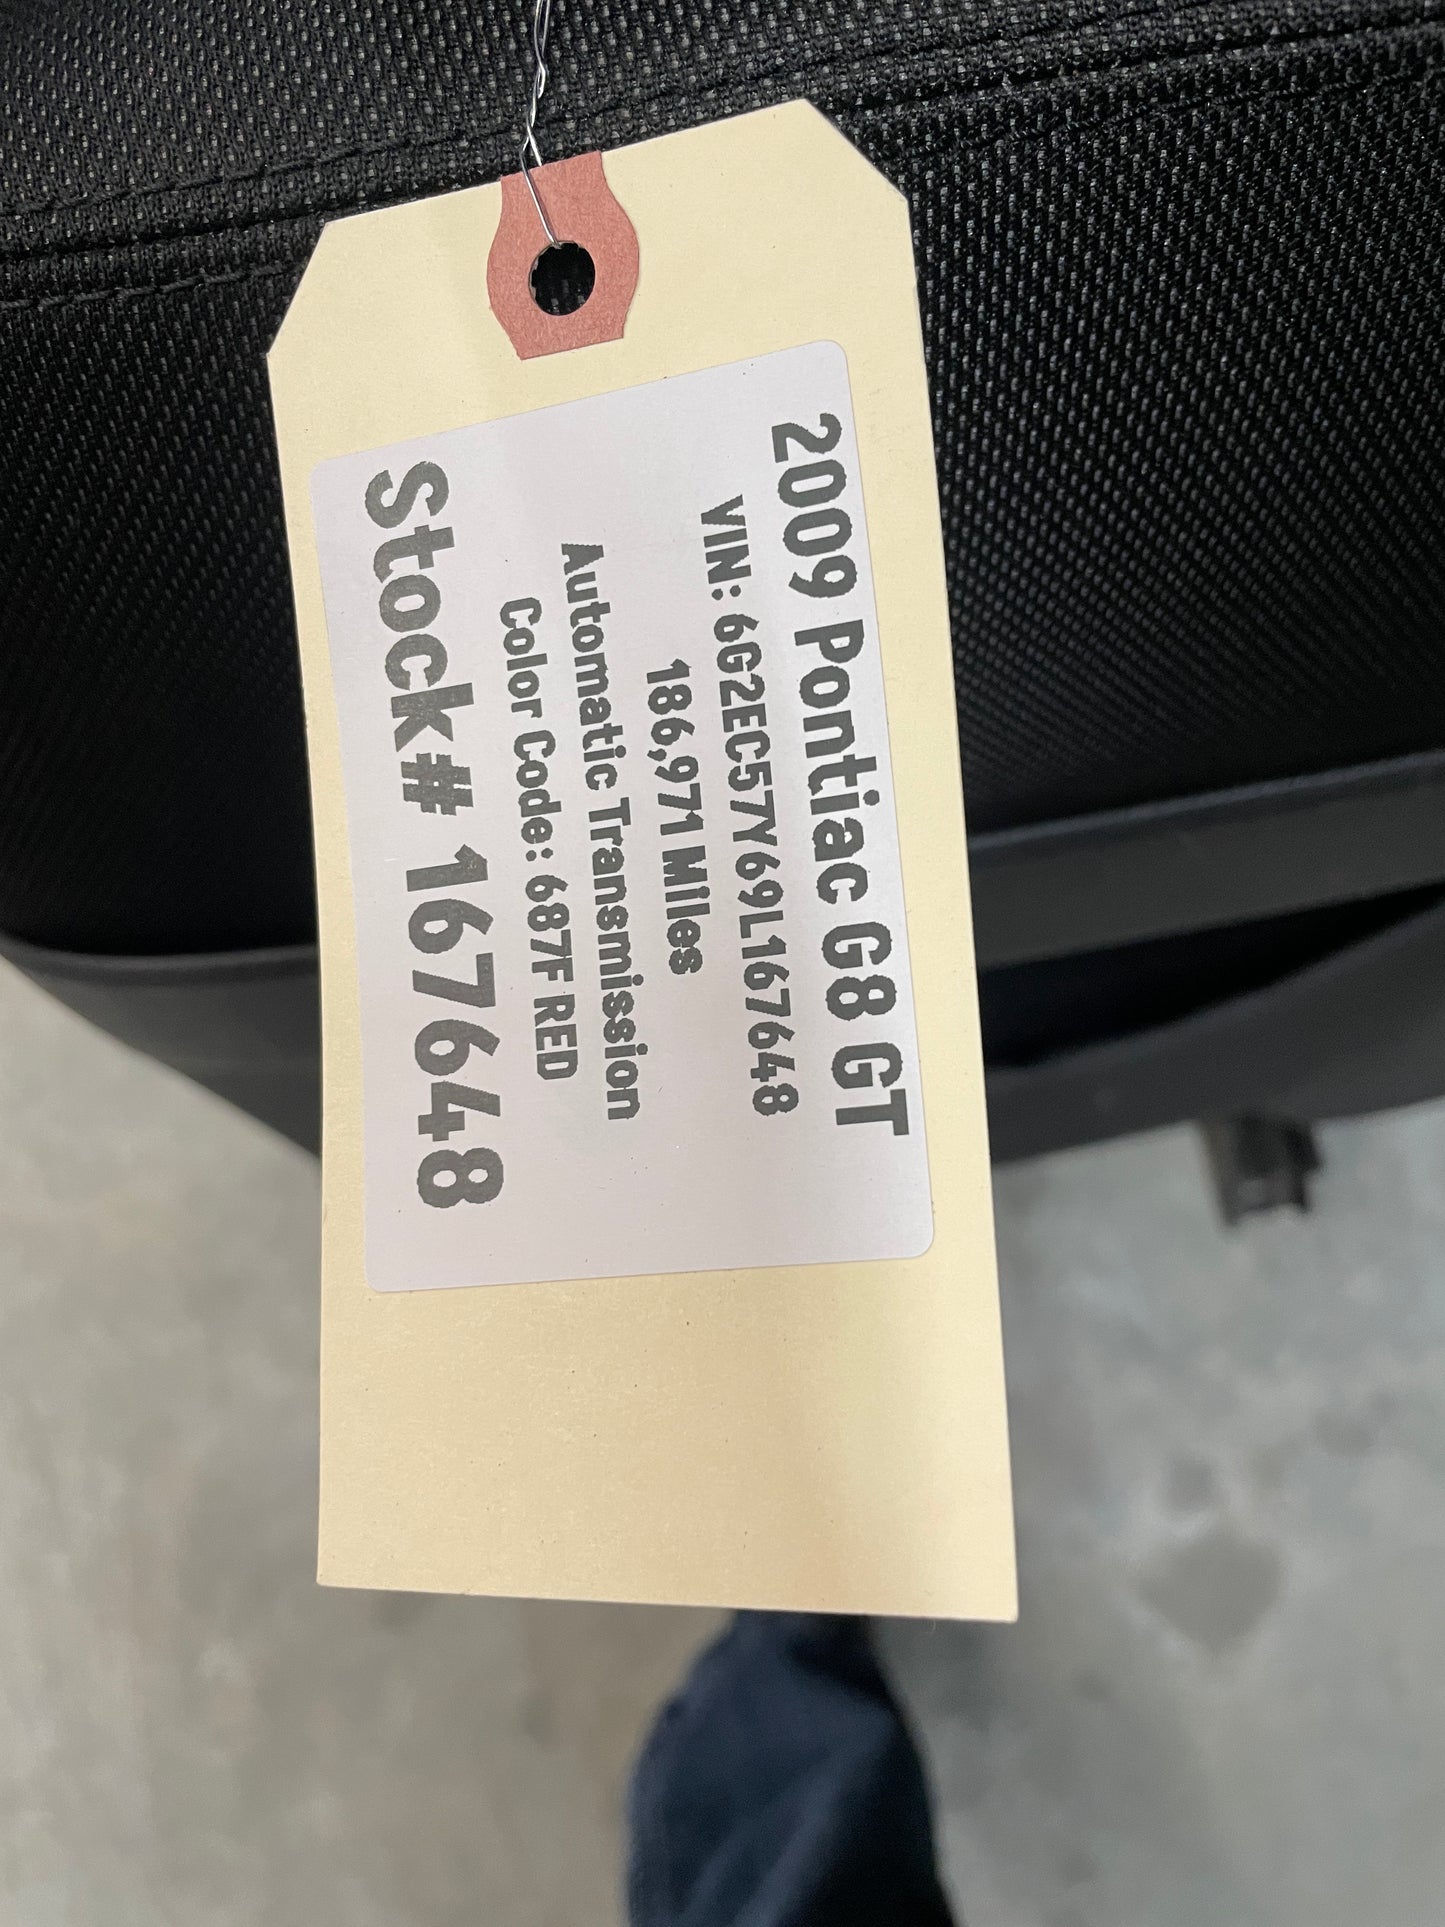 2009 Pontiac G8 GT
VIN: 6G2EC57Y69L167648
186,971 Miles
Automatic Transmission
Color Code: 687F RED
Stock# 167648